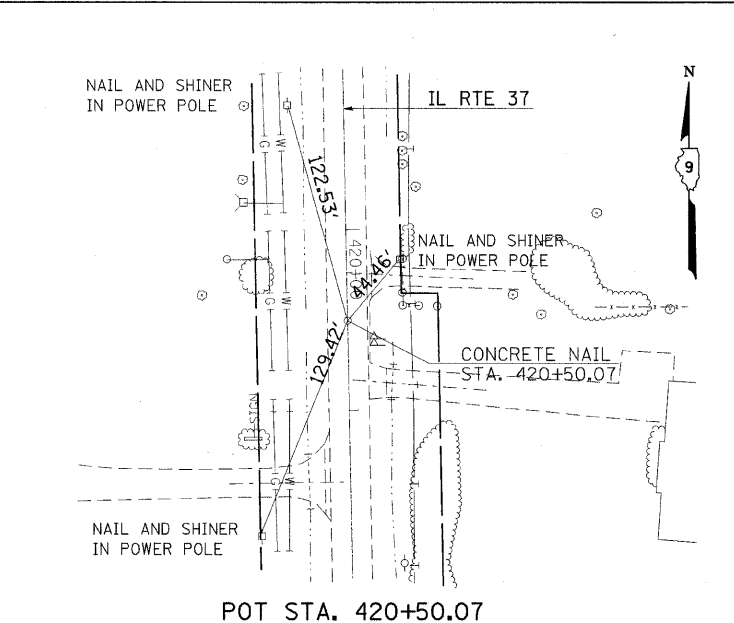 NAIL AND SHINER
IN POWER POLE
IL RTE 37
N
9
G
W
122.53'
NAIL AND SHINER
IN POWER POLE
420+
44.46'
G
W
129.42'
CONCRETE NAIL
STA. 420+50.07
SIGN
G
W
NAIL AND SHINER
IN POWER POLE
POT STA. 420+50.07